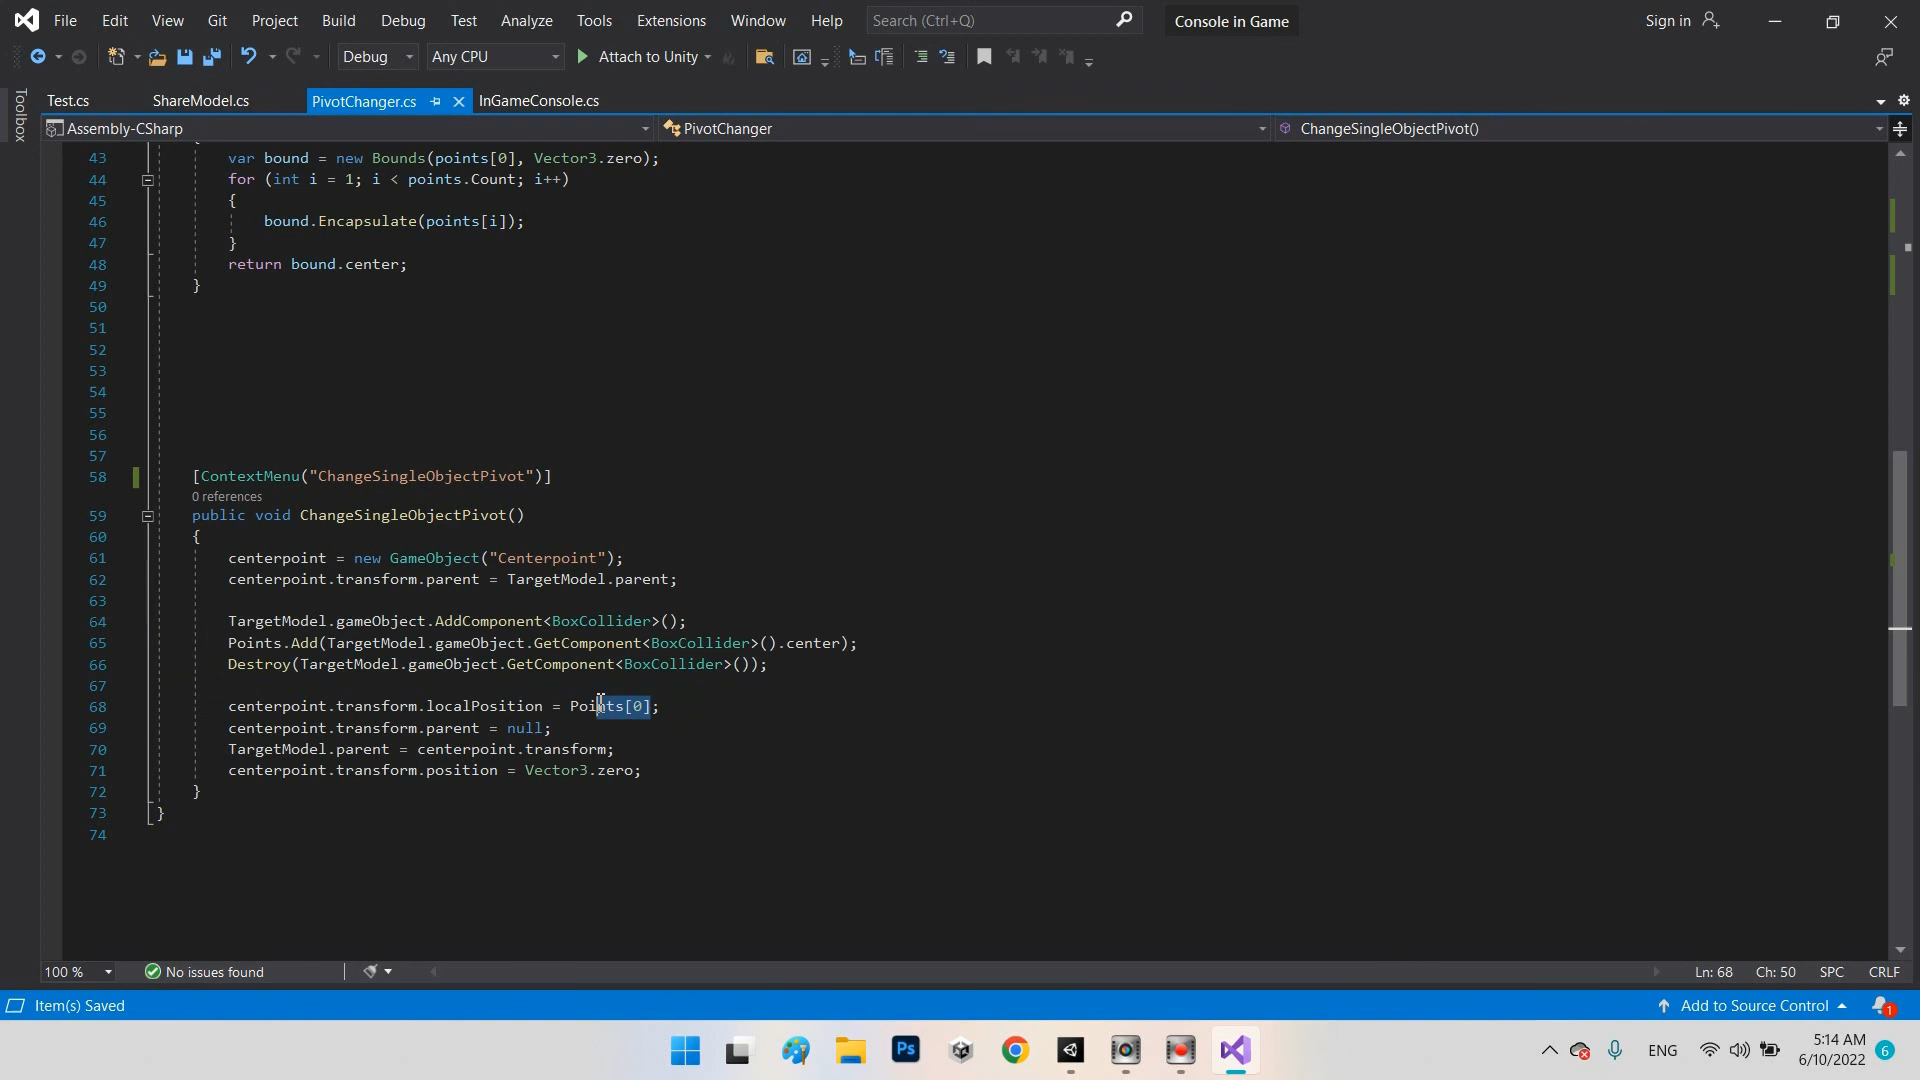 File Edit View Git Project Build Debug Test Analyze Tools Extensions Window Help Search (Ctrl+Q) Console in Game Sign in
Debug Any CPU Attach to Unity
Toolbox
Test.cs ShareModel.cs PivotChanger.cs InGameConsole.cs
Assembly-CSharp PivotChanger ChangeSingleObjectPivot()
43 var bound = new Bounds(points[0], Vector3.zero);
44 for (int i = 1; i < points.Count; i++)
45 {
46 bound.Encapsulate(points[i]);
47 }
48 return bound.center;
49 }
50
51
52
53
54
55
56
57
58 [ContextMenu("ChangeSingleObjectPivot")]
0 references
59 public void ChangeSingleObjectPivot()
60 {
61 centerpoint = new GameObject("Centerpoint");
62 centerpoint.transform.parent = TargetModel.parent;
63
64 TargetModel.gameObject.AddComponent<BoxCollider>();
65 Points.Add(TargetModel.gameObject.GetComponent<BoxCollider>().center);
66 Destroy(TargetModel.gameObject.GetComponent<BoxCollider>());
67
68 centerpoint.transform.localPosition = Points[0];
69 centerpoint.transform.parent = null;
70 TargetModel.parent = centerpoint.transform;
71 centerpoint.transform.position = Vector3.zero;
72 }
73 }
74
100 % No issues found Ln: 68 Ch: 50 SPC CRLF
Item(s) Saved Add to Source Control 1
Ps ENG 5:14 AM
6/10/2022 6